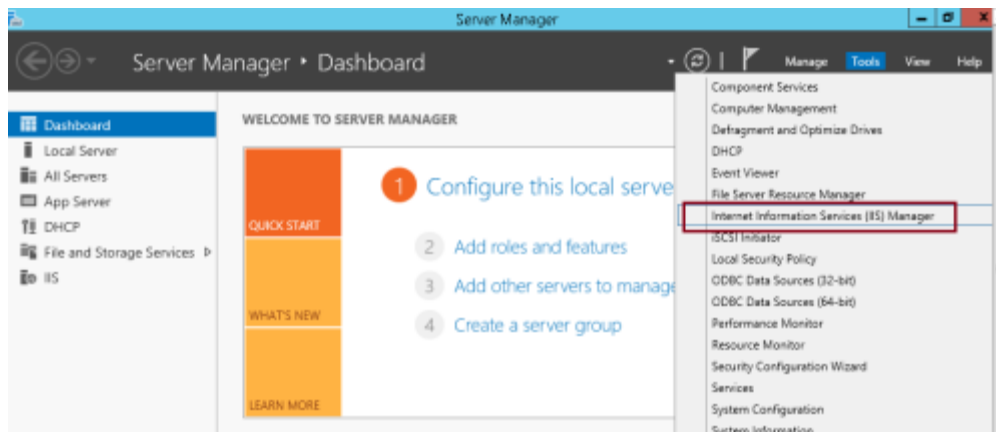 Server Manager
Server Manager • Dashboard
Manage Tools View Help
Dashboard
Local Server
All Servers
App Server
DHCP
File and Storage Services
IIS
WELCOME TO SERVER MANAGER
QUICK START
WHAT'S NEW
LEARN MORE
1 Configure this local serve
2 Add roles and features
3 Add other servers to manage
4 Create a server group
Component Services
Computer Management
Defragment and Optimize Drives
DHCP
Event Viewer
File Server Resource Manager
Internet Information Services (IIS) Manager
iSCSI Initiator
Local Security Policy
ODBC Data Sources (32-bit)
ODBC Data Sources (64-bit)
Performance Monitor
Resource Monitor
Security Configuration Wizard
Services
System Configuration
System Information